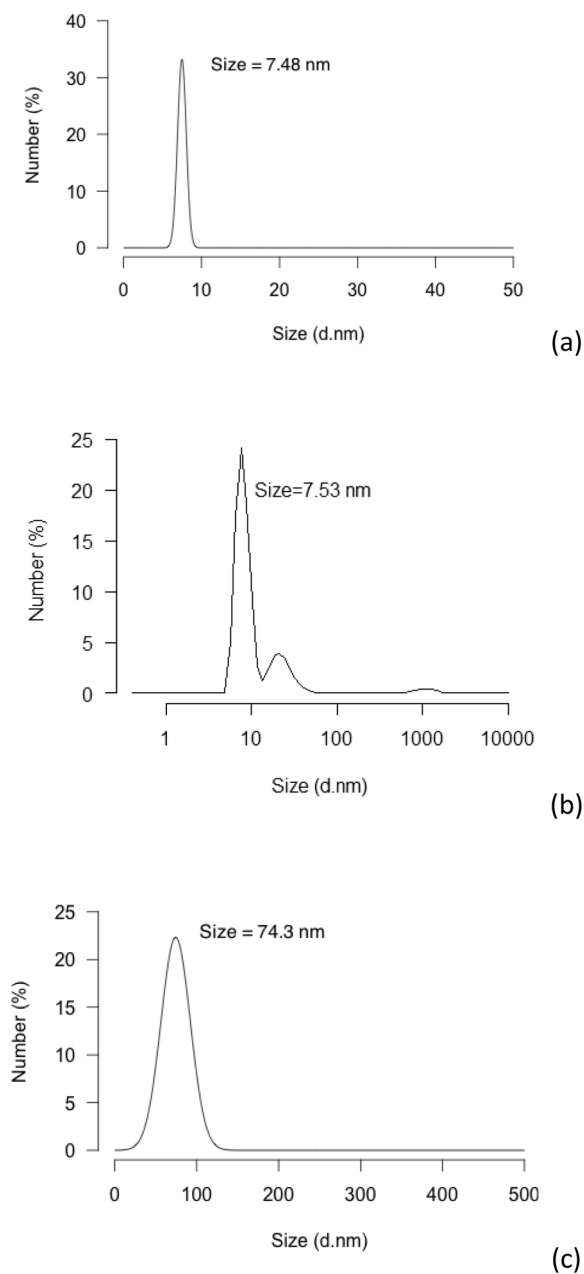 40
30
20
10
0
Number (%)
Size = 7.48 nm
0 10 20 30 40 50
Size (d.nm)
(a)
25
20
15
10
5
0
Number (%)
Size=7.53 nm
1 10 100 1000 10000
Size (d.nm)
(b)
25
20
15
10
5
0
Number (%)
Size = 74.3 nm
0 100 200 300 400 500
Size (d.nm)
(c)